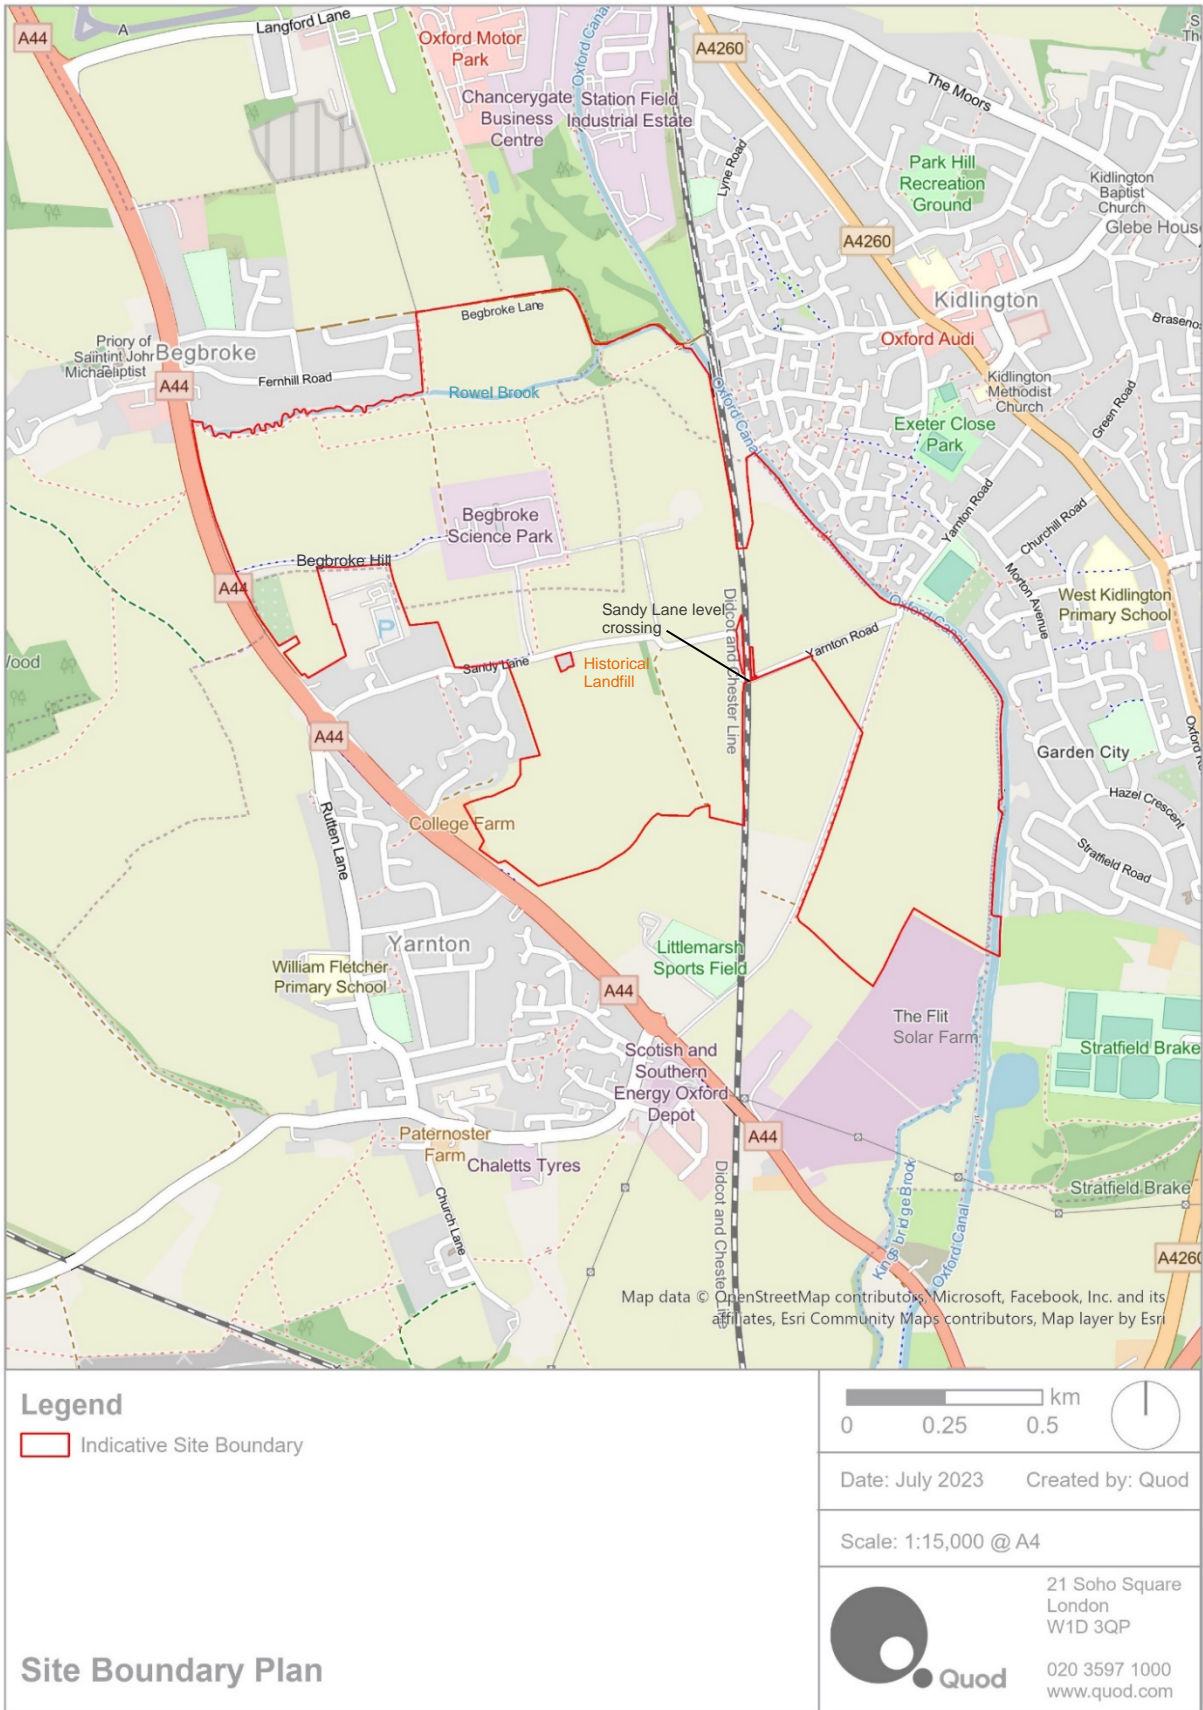 A44
A
Langford Lane
Oxford Motor
Park
Oxford Canal
A4260
The Moors
Chancerygate
Business
Centre
Station Field
Industrial Estate
Lyne Road
Park Hill
Recreation
Ground
Kidlington
Baptist
Church
Glebe House
A4260
Kidlington
Oxford Audi
Begbroke Lane
Priory of
Saintint John
Michaelaptist
Begbroke
Fernhill Road
A44
Rowel Brook
Oxford Canal
Kidlington
Methodist
Church
Green Road
Exeter Close
Park
Begbroke
Science Park
Yarnton Road
Churchill Road
Begbroke Hill
A44
P
Morton Avenue
West Kidlington
Primary School
Sandy Lane level
crossing
Didcot and Chester Line
Oxford Canal
Yarnton Road
Sandy Lane
Historical
Landfill
A44
Garden City
Hazel Crescent
Stratfield Road
Rutten Lane
College Farm
Yarnton
Littlemarsh
Sports Field
William Fletcher
Primary School
A44
The Flit
Solar Farm
Stratfield Brake
Scotish and
Southern
Energy Oxford
Depot
A44
Paternoster
Farm
Chaletts Tyres
Church Lane
Kingsbridge Brook
Oxford Canal
Stratfield Brake
A4260
Map data © OpenStreetMap contributors, Microsoft, Facebook, Inc. and its
affiliates, Esri Community Maps contributors, Map layer by Esri
Legend
Indicative Site Boundary
Site Boundary Plan
km
0 0.25 0.5
Date: July 2023 Created by: Quod
Scale: 1:15,000 @ A4
Quod
21 Soho Square
London
W1D 3QP
020 3597 1000
www.quod.com